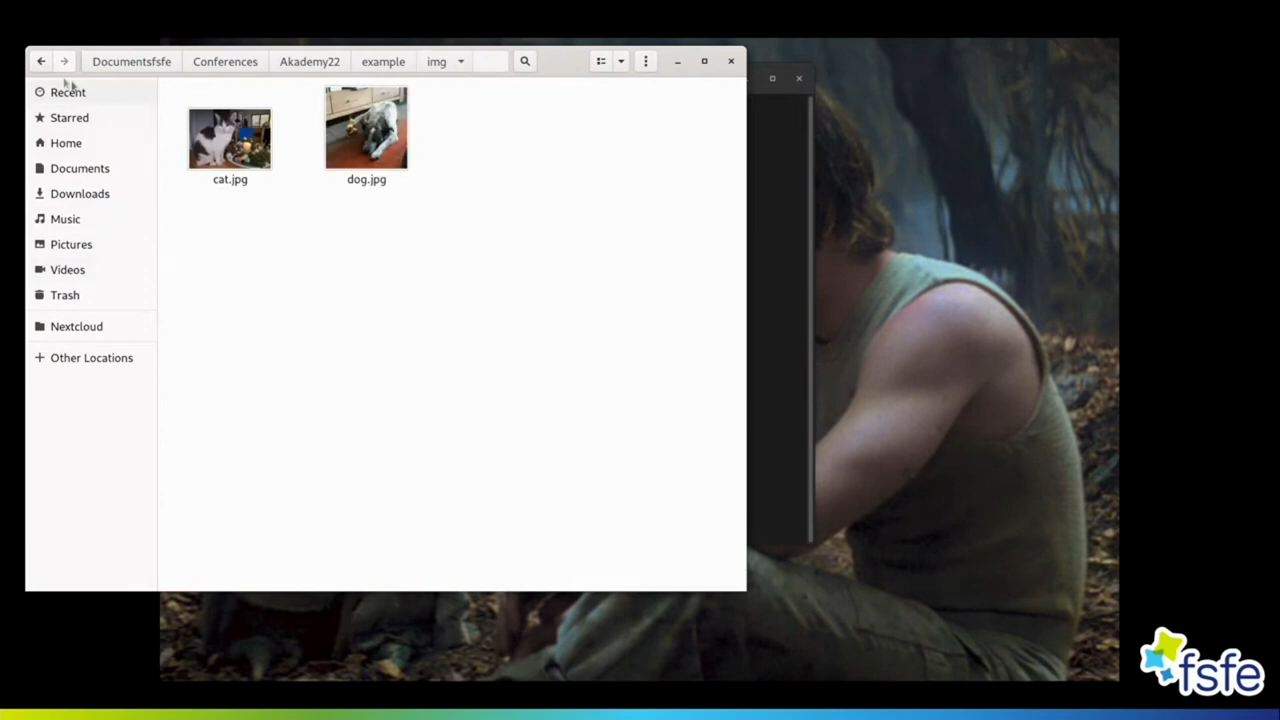 Documentsfsfe Conferences Akademy22 example img
Recent
Starred
Home
Documents
Downloads
Music
Pictures
Videos
Trash
Nextcloud
Other Locations
cat.jpg dog.jpg
fsfe